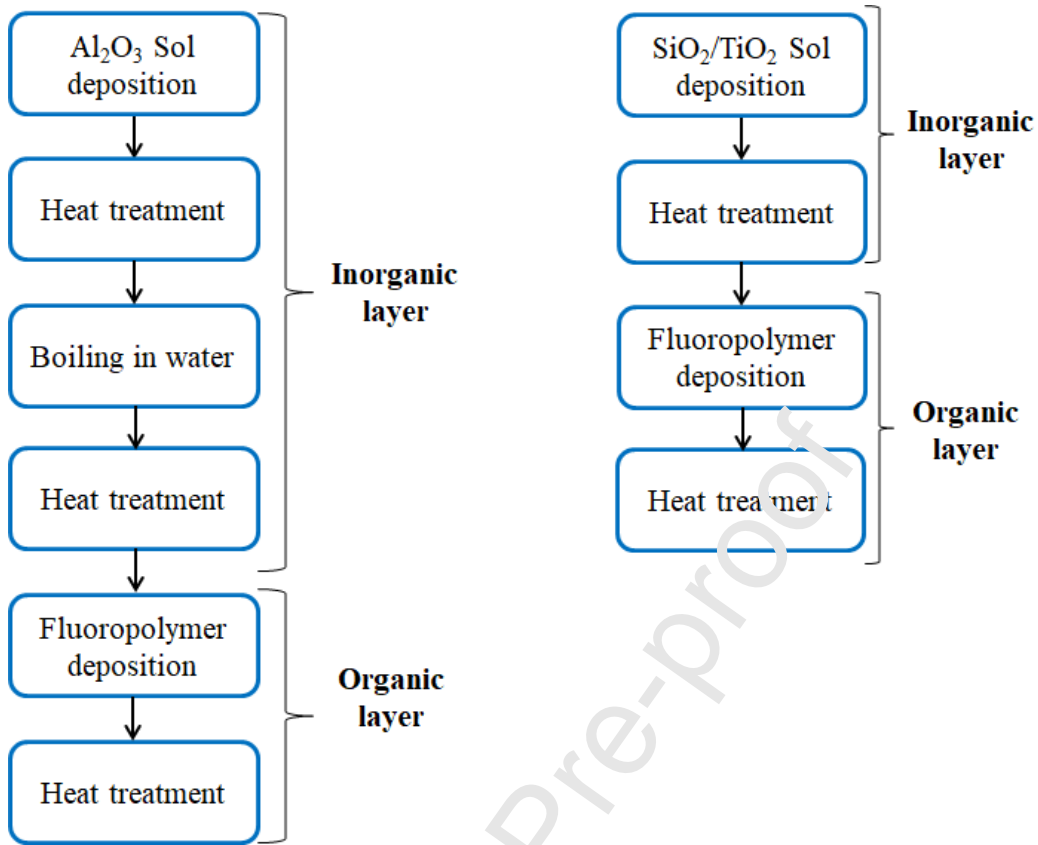 Al₂O₃ Sol
deposition
Heat treatment
Boiling in water
Heat treatment
Inorganic
layer
Fluoropolymer
deposition
Heat treatment
Organic
layer
SiO₂/TiO₂ Sol
deposition
Heat treatment
Inorganic
layer
Fluoropolymer
deposition
Heat treatment
Organic
layer
Pre-proof